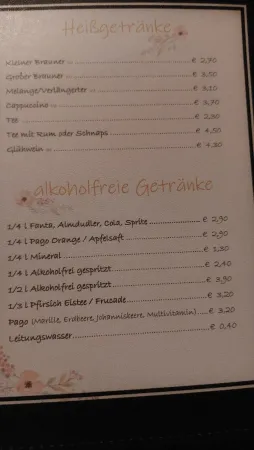 Heißgetränke
Kleiner Brauner € 2,70
Großer Brauner € 3,50
Melange/Verlängerter € 3,10
Cappuccino € 3,70
Tee € 2,80
Tee mit Rum oder Schnaps € 4,50
Glühwein € 4,30
alkoholfreie Getränke
1/4 l Fanta, Almdudler, Cola, Sprite € 2,90
1/4 l Pago Orange / Apfelsaft € 2,90
1/4 l Mineral € 1,80
1/4 l Alkoholfrei gespritzt € 2,40
1/2 l Alkoholfrei gespritzt € 3,90
1/3 l Pfirsich Eistee / Frucade € 3,20
Pago (Marille, Erdbeere, Johannisbeere, Multivitamin) € 3,20
Leitungswasser € 0,40